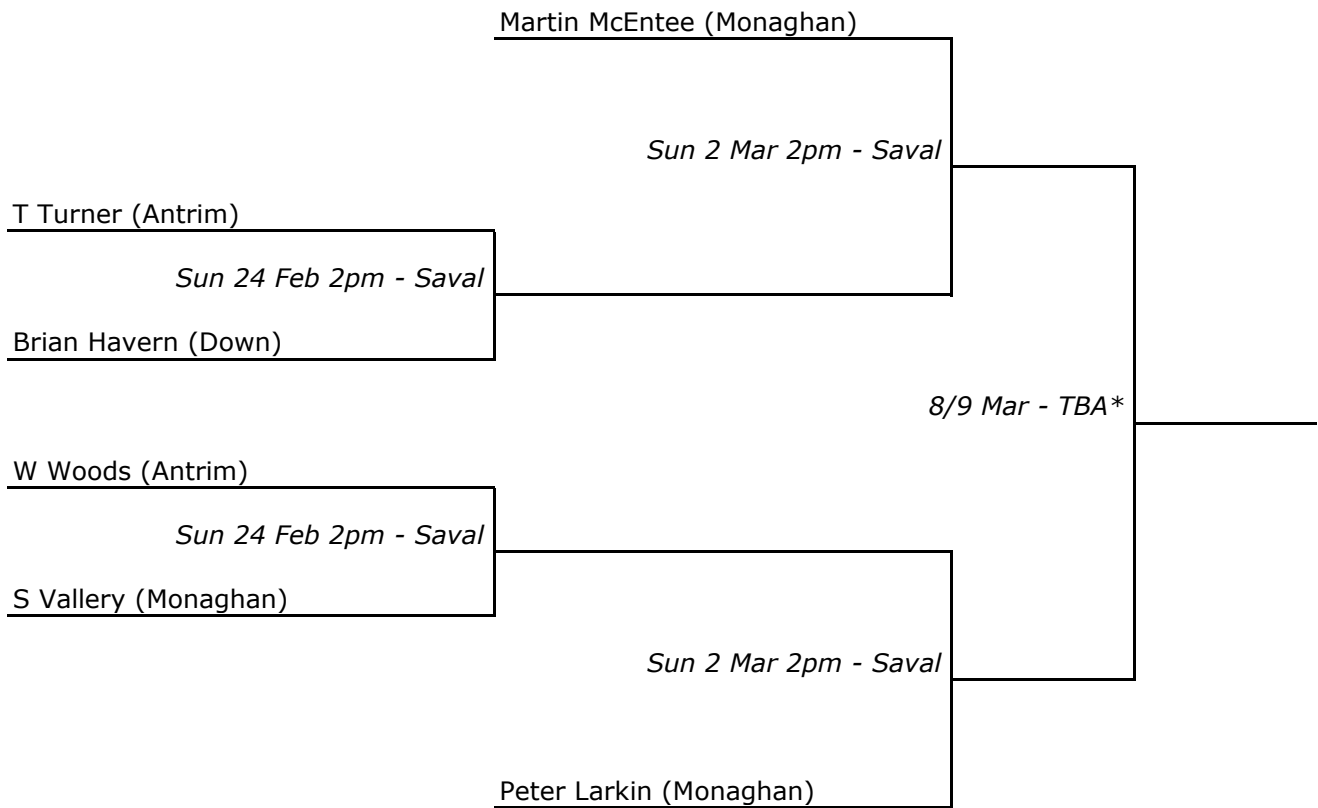 Martin McEntee (Monaghan)
Sun 2 Mar 2pm - Saval
T Turner (Antrim)
Sun 24 Feb 2pm - Saval
Brian Havern (Down)
8/9 Mar - TBA*
W Woods (Antrim)
Sun 24 Feb 2pm - Saval
S Vallery (Monaghan)
Sun 2 Mar 2pm - Saval
Peter Larkin (Monaghan)